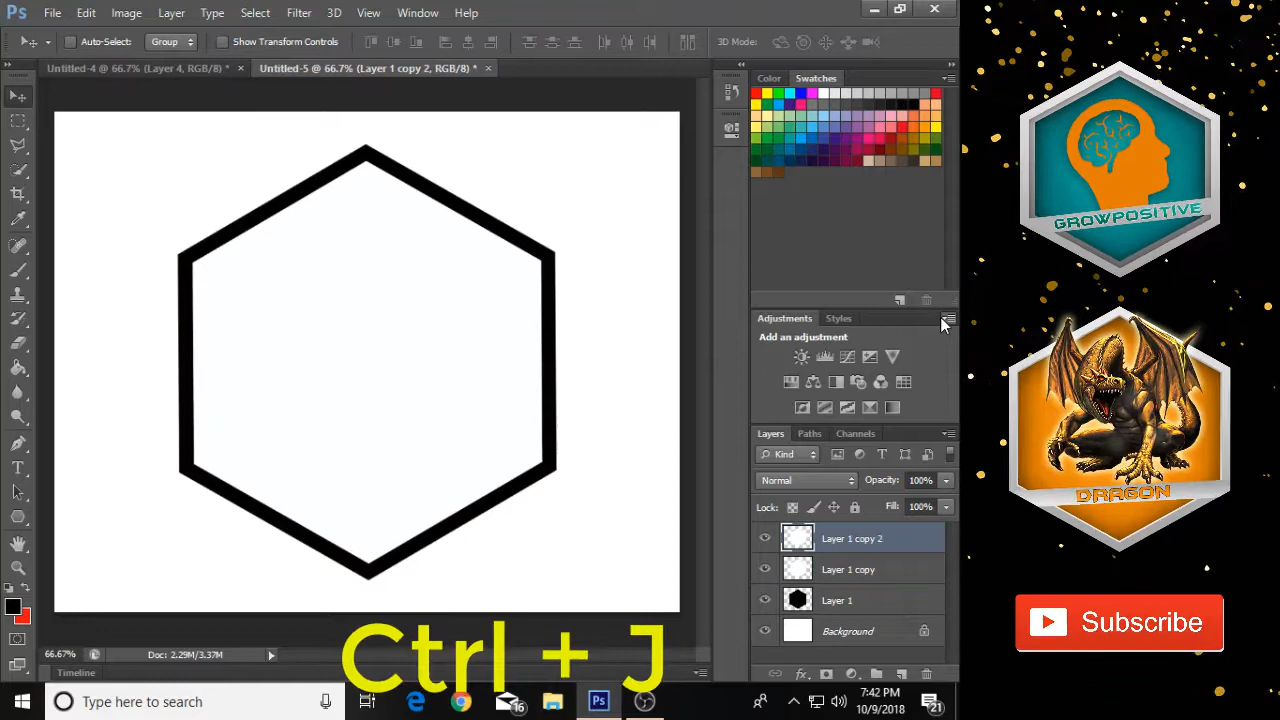 Ps File Edit Image Layer Type Select Filter 3D View Window Help
Auto-Select: Group Show Transform Controls 3D Mode:
Untitled-4 @ 66.7% (Layer 4, RGB/8) * × Untitled-5 @ 66.7% (Layer 1 copy 2, RGB/8) * ×
Color Swatches
Adjustments Styles
Add an adjustment
Layers Paths Channels
Kind
Normal Opacity: 100%
Lock: Fill: 100%
Layer 1 copy 2
Layer 1 copy
Layer 1
Background
66.67% Doc: 2.29M/3.37M
Timeline
Ctrl + J
Type here to search
16
Ps
7:42 PM
10/9/2018
21
GROWPOSITIVE
DRAGON
Subscribe